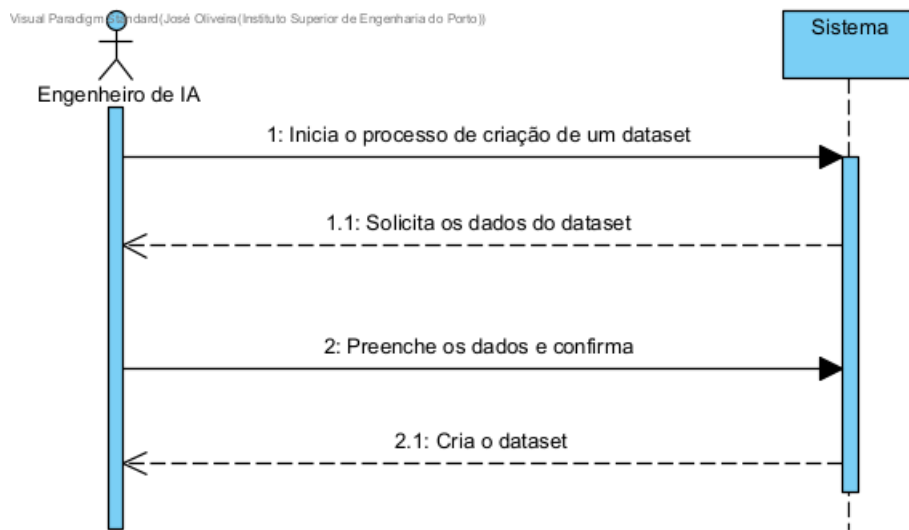 Visual Paradigm Standard(José Oliveira(Instituto Superior de Engenharia do Porto))
Sistema
Engenheiro de IA
1: Inicia o processo de criação de um dataset
1.1: Solicita os dados do dataset
2: Preenche os dados e confirma
2.1: Cria o dataset